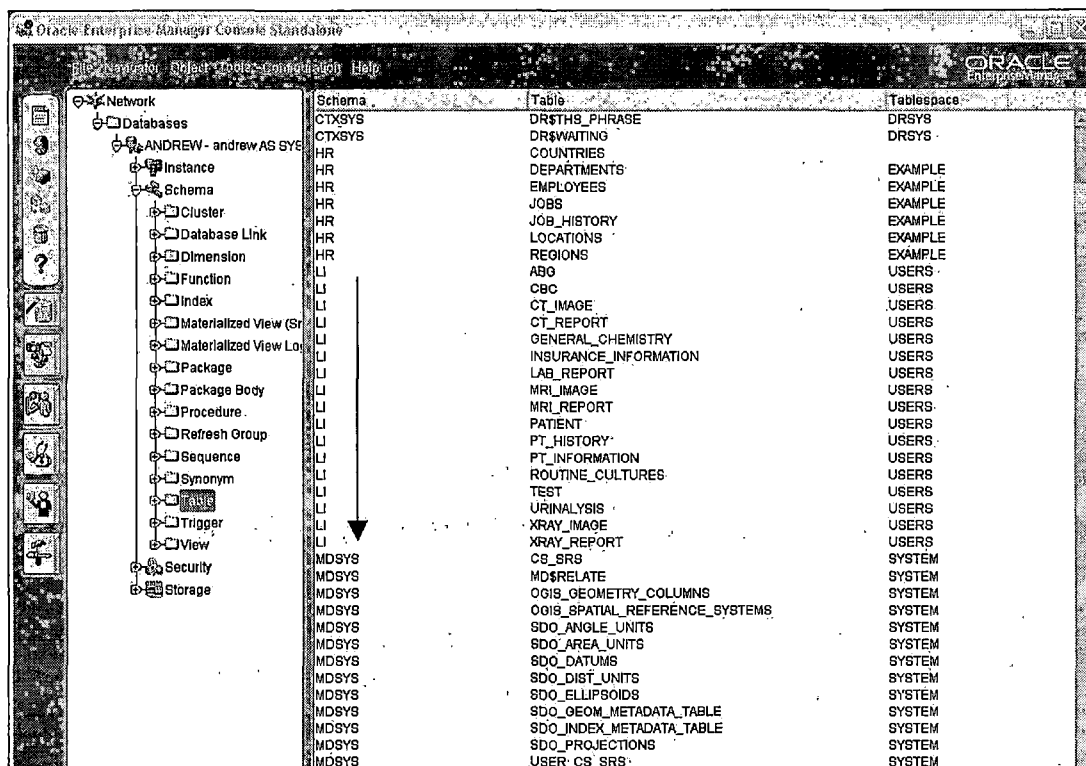 Oracle Enterprise Manager Console Standalone
File Navigator Object Tools Configuration Help
ORACLE
EnterpriseManager
Network
Databases
ANDREW - andrew AS SYS
Instance
Schema
Cluster
Database Link
Dimension
Function
Index
Materialized View (Sn
Materialized View Lo
Package
Package Body
Procedure
Refresh Group
Sequence
Synonym
Table
Trigger
View
Security
Storage
Schema Table Tablespace
CTXSYS DR$THS_PHRASE DRSYS
CTXSYS DR$WAITING DRSYS
HR COUNTRIES
HR DEPARTMENTS EXAMPLE
HR EMPLOYEES EXAMPLE
HR JOBS EXAMPLE
HR JOB_HISTORY EXAMPLE
HR LOCATIONS EXAMPLE
HR REGIONS EXAMPLE
LI ABG USERS
LI CBC USERS
LI CT_IMAGE USERS
LI CT_REPORT USERS
LI GENERAL_CHEMISTRY USERS
LI INSURANCE_INFORMATION USERS
LI LAB_REPORT USERS
LI MRI_IMAGE USERS
LI MRI_REPORT USERS
LI PATIENT USERS
LI PT_HISTORY USERS
LI PT_INFORMATION USERS
LI ROUTINE_CULTURES USERS
LI TEST USERS
LI URINALYSIS USERS
LI XRAY_IMAGE USERS
LI XRAY_REPORT USERS
MDSYS CS_SRS SYSTEM
MDSYS MD$RELATE SYSTEM
MDSYS OGIS_GEOMETRY_COLUMNS SYSTEM
MDSYS OGIS_SPATIAL_REFERENCE_SYSTEMS SYSTEM
MDSYS SDO_ANGLE_UNITS SYSTEM
MDSYS SDO_AREA_UNITS SYSTEM
MDSYS SDO_DATUMS SYSTEM
MDSYS SDO_DIST_UNITS SYSTEM
MDSYS SDO_ELLIPSOIDS SYSTEM
MDSYS SDO_GEOM_METADATA_TABLE SYSTEM
MDSYS SDO_INDEX_METADATA_TABLE SYSTEM
MDSYS SDO_PROJECTIONS SYSTEM
MDSYS USER_CS_SRS SYSTEM